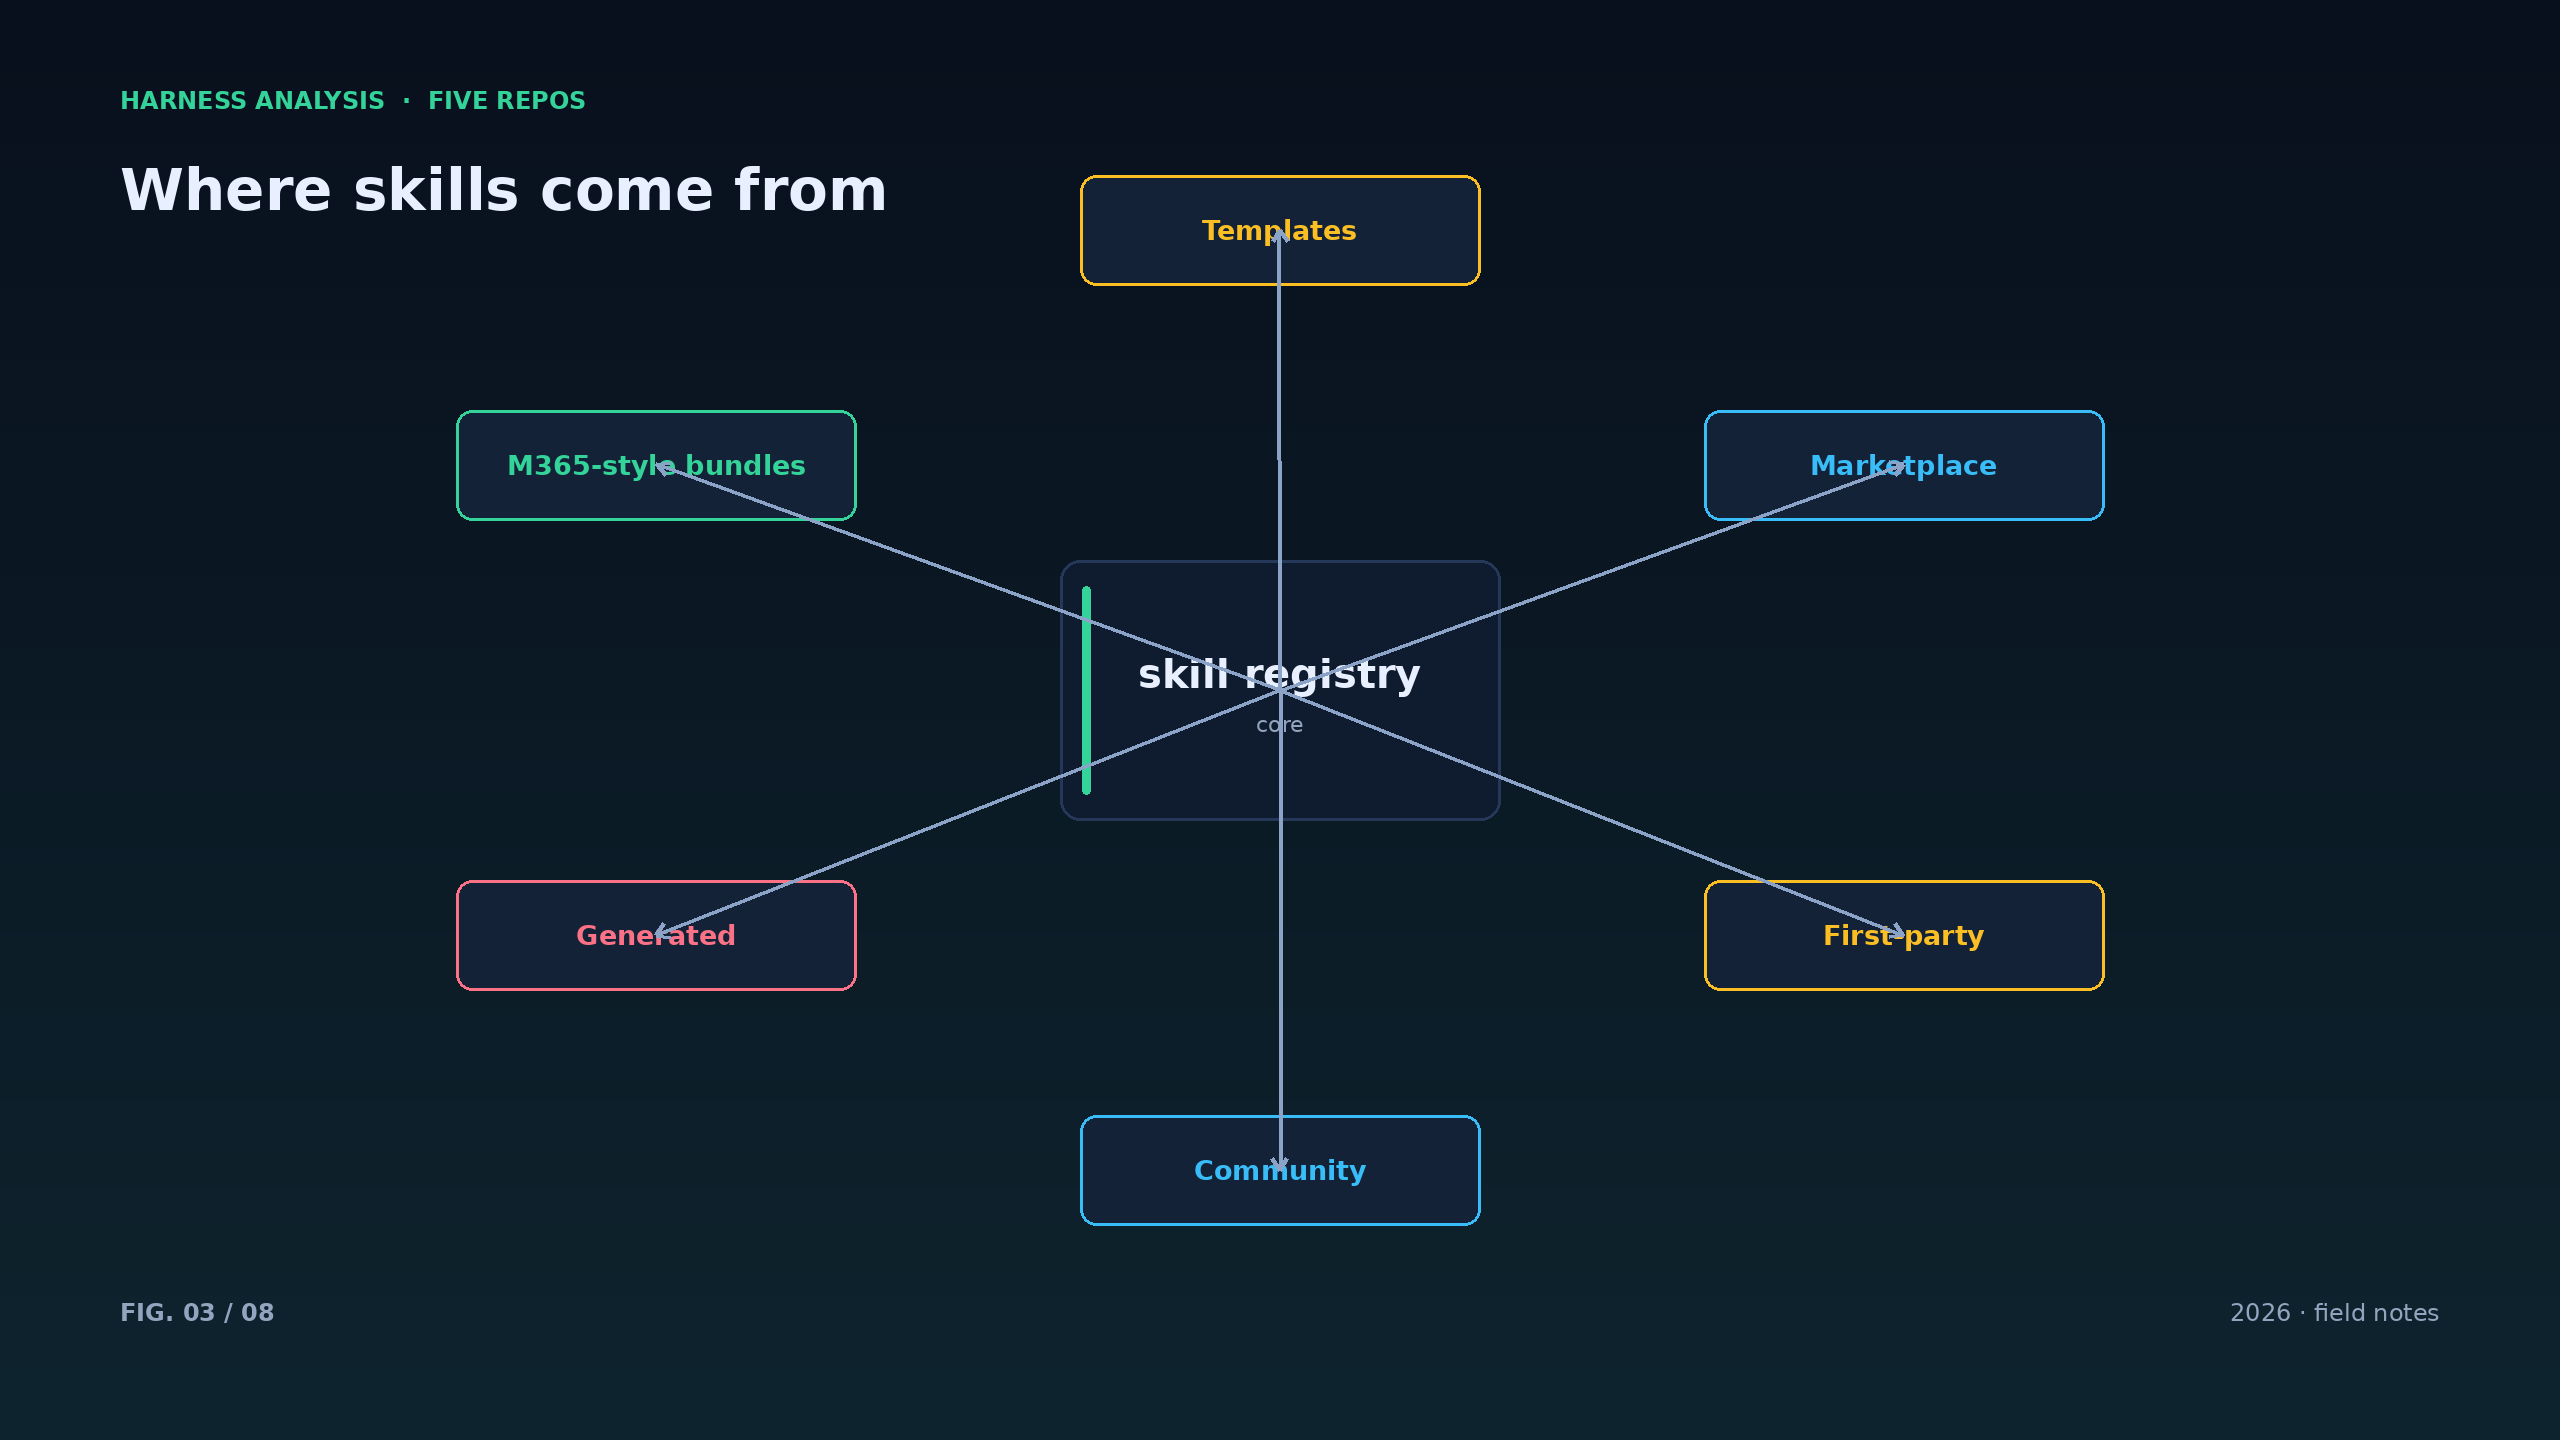 HARNESS ANALYSIS · FIVE REPOS
Where skills come from
Templates
M365-style bundles
Marketplace
skill registry
core
Generated
First-party
Community
FIG. 03 / 08
2026 · field notes